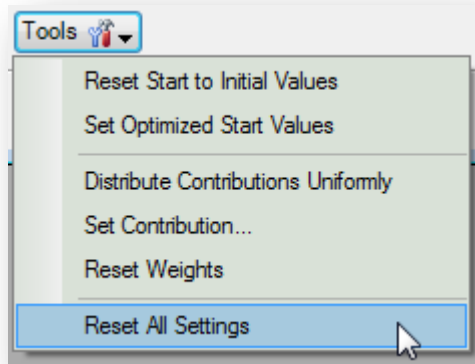 Tools
Reset Start to Initial Values
Set Optimized Start Values
Distribute Contributions Uniformly
Set Contribution...
Reset Weights
Reset All Settings